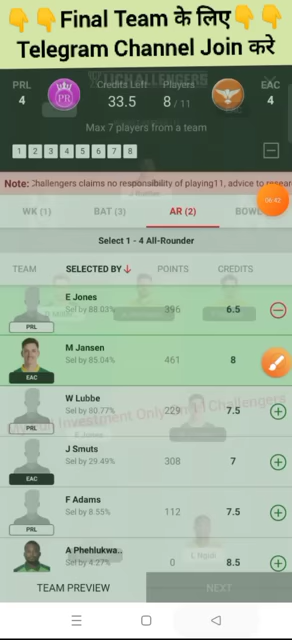 👇👇Final Team के लिए👇👇
Telegram Channel Join करे
PRL
4
PR
Credits Left
33.5
Players
8 / 11
EAC
4
Max 7 players from a team
1 2 3 4 5 6 7 8
Note: Challengers claims no responsibility of playing11, advice to
06:42
WK (1) BAT (3) AR (2) BOWL
Select 1 - 4 All-Rounder
TEAM SELECTED BY POINTS CREDITS
E Jones
Sel by 88.03% 396 6.5
PRL
M Jansen
Sel by 85.04% 461 8
EAC
W Lubbe
Sel by 80.77% 229 7.5
PRL
J Smuts
Sel by 29.49% 308 7
EAC
F Adams
Sel by 8.55% 112 7.5
PRL
A Phehlukwa..
Sel by 4.27% 0 8.5
L Ngidi
TEAM PREVIEW NEXT